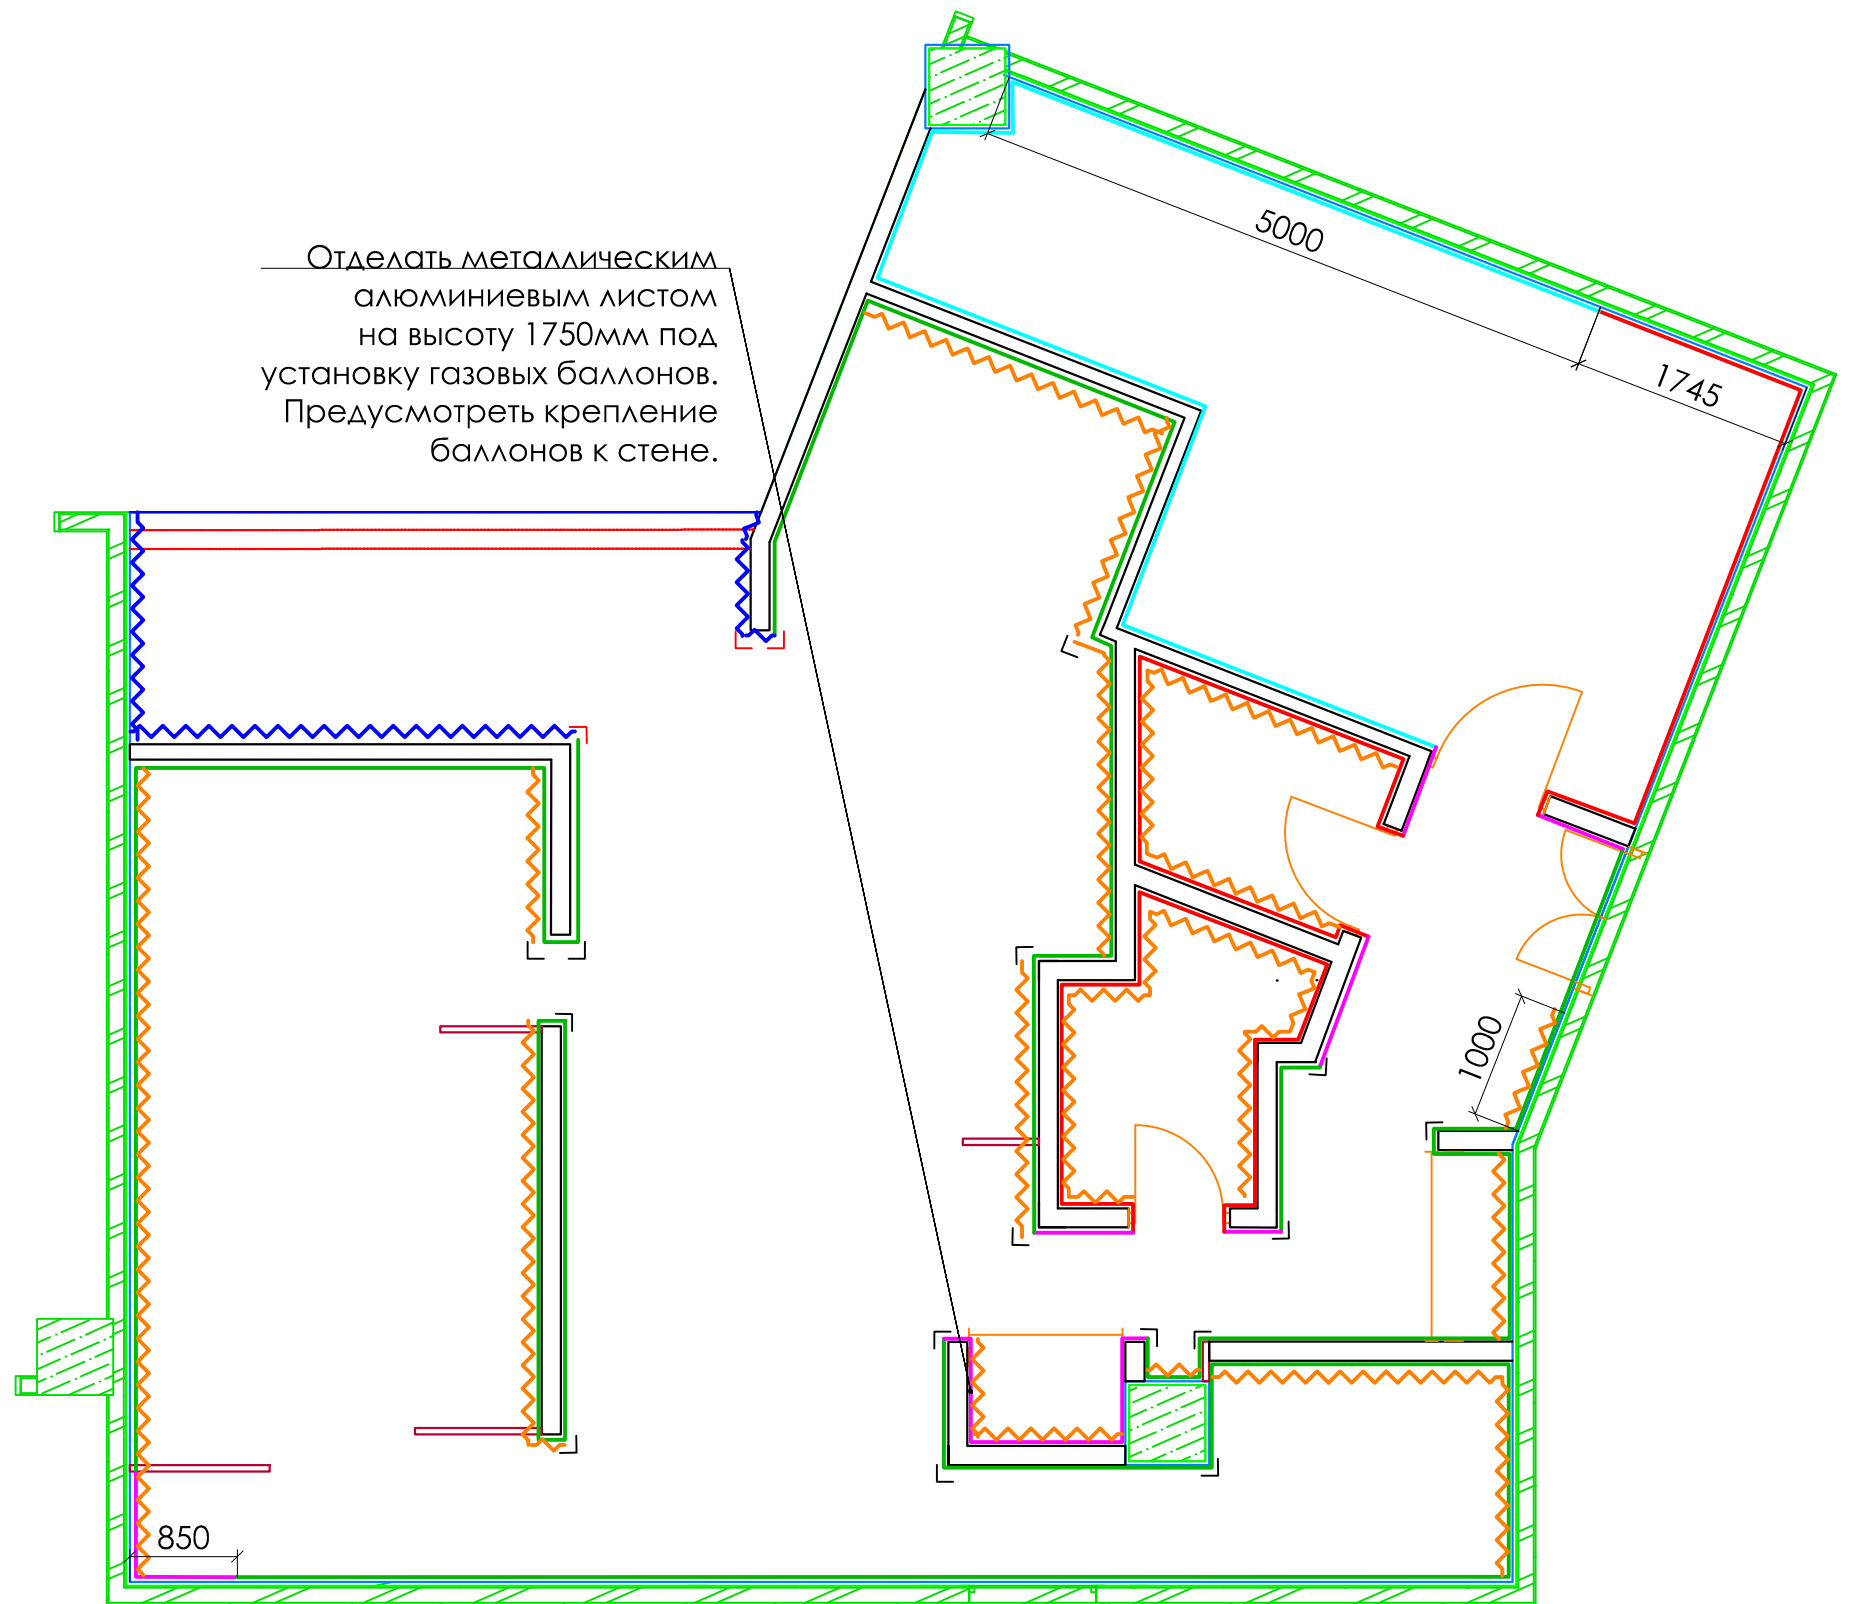 5000
Отделать металлическим
алюминиевым листом
на высоту 1750мм под
установку газовых баллонов.
Предусмотреть крепление
баллонов к стене.
1745
1000
850